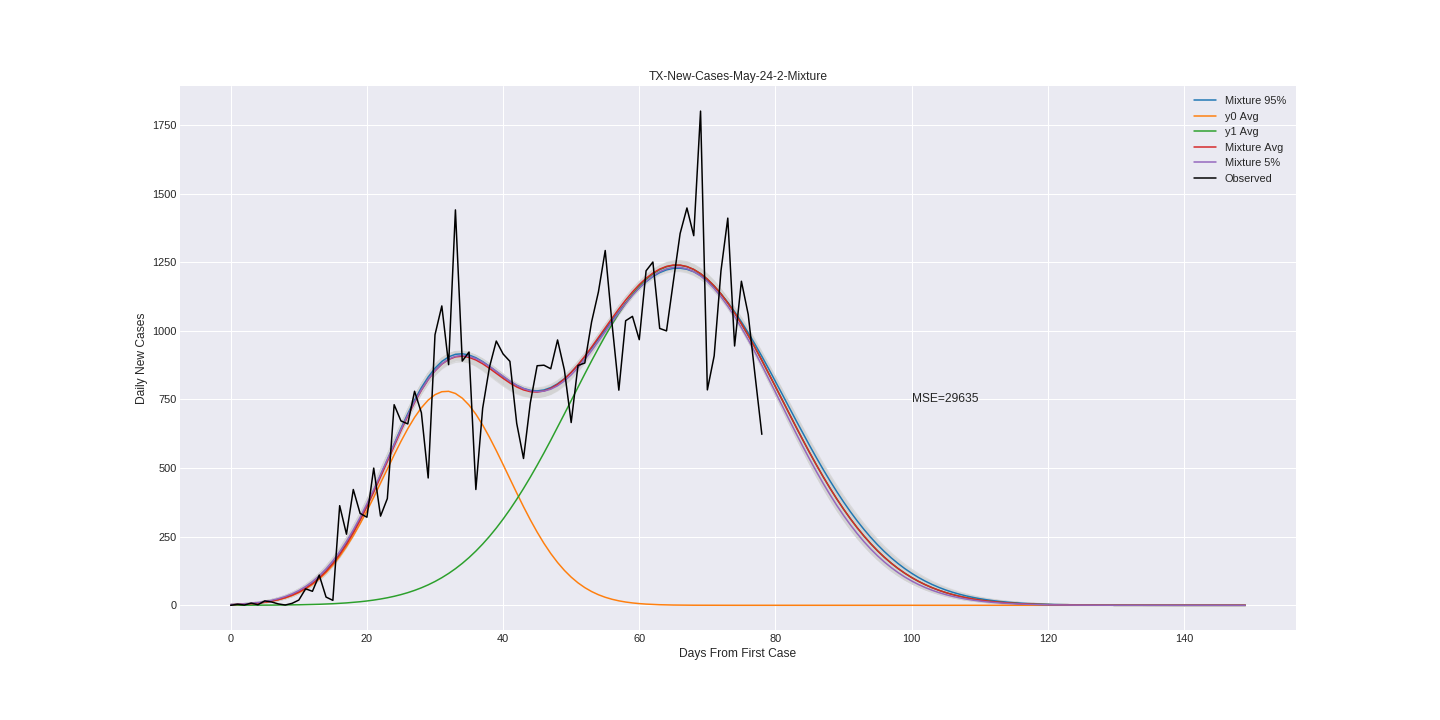 TX-New-Cases-May-24-2-Mixture
Mixture 95%
y0 Avg
y1 Avg
Mixture Avg
Mixture 5%
Observed
Daily New Cases
1750
1500
1250
1000
750
500
250
0
MSE=29635
0 20 40 60 80 100 120 140
Days From First Case